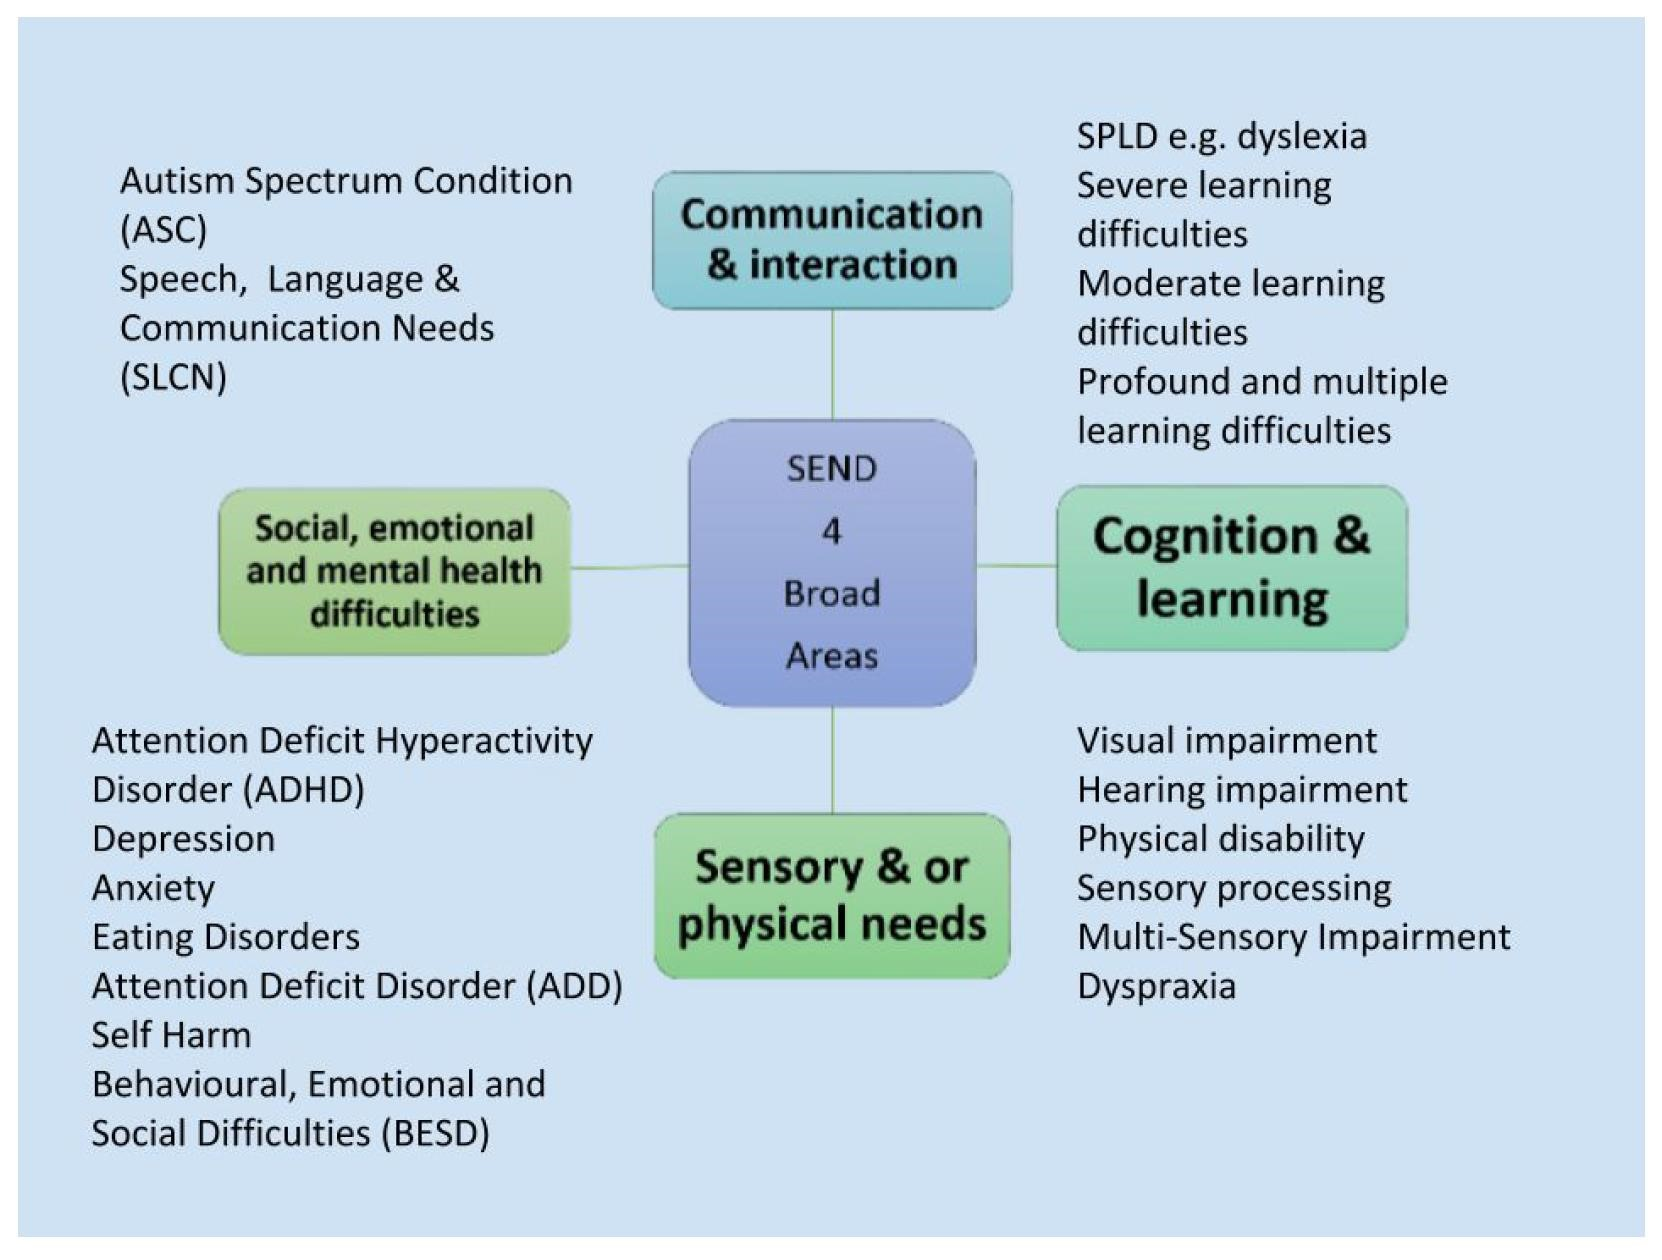 Autism Spectrum Condition
(ASC)
Speech,  Language &
Communication Needs
(SLCN)
Communication
& interaction
SPLD e.g. dyslexia
Severe learning
difficulties
Moderate learning
difficulties
Profound and multiple
learning difficulties
Social, emotional
and mental health
difficulties
SEND
4
Broad
Areas
Cognition &
learning
Attention Deficit Hyperactivity
Disorder (ADHD)
Depression
Anxiety
Eating Disorders
Attention Deficit Disorder (ADD)
Self Harm
Behavioural, Emotional and
Social Difficulties (BESD)
Sensory & or
physical needs
Visual impairment
Hearing impairment
Physical disability
Sensory processing
Multi-Sensory Impairment
Dyspraxia